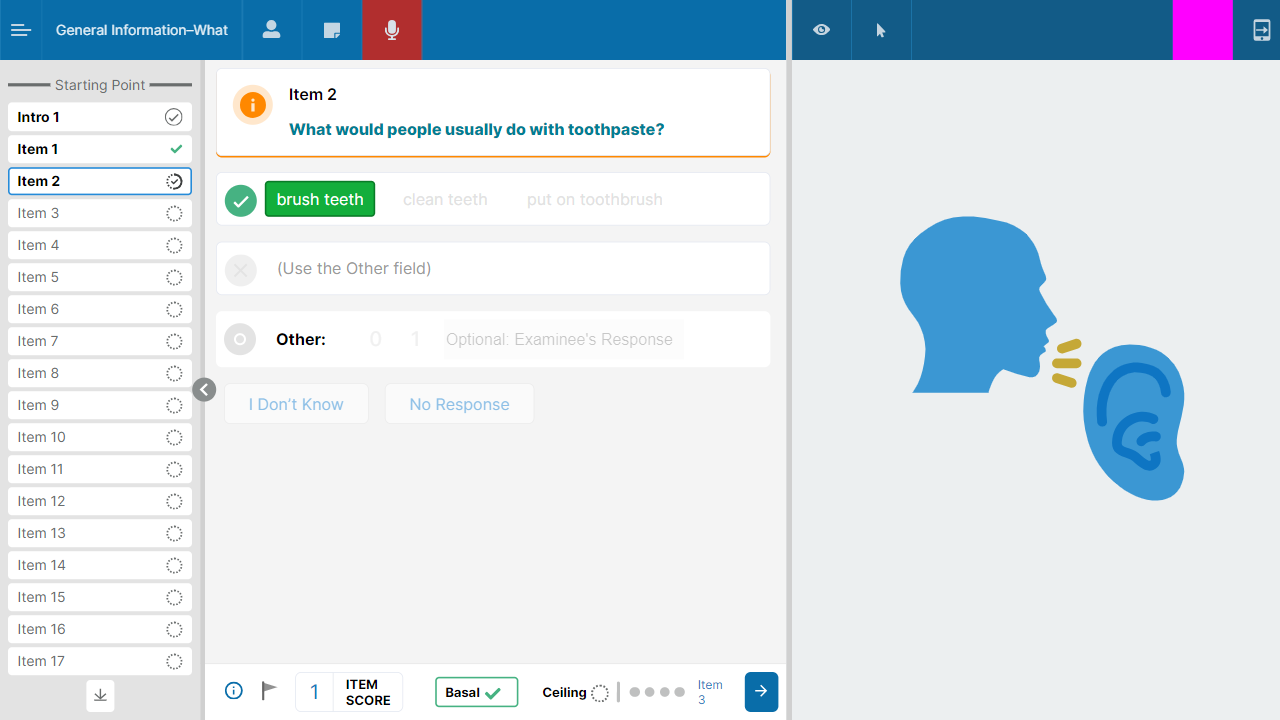 General Information–What
Starting Point
Intro 1
Item 1
Item 2
Item 3
Item 4
Item 5
Item 6
Item 7
Item 8
Item 9
Item 10
Item 11
Item 12
Item 13
Item 14
Item 15
Item 16
Item 17
Item 2
What would people usually do with toothpaste?
brush teeth clean teeth put on toothbrush
(Use the Other field)
Other: 0 1 Optional: Examinee's Response
I Don’t Know No Response
1 ITEM
SCORE
Basal
Ceiling
Item
3